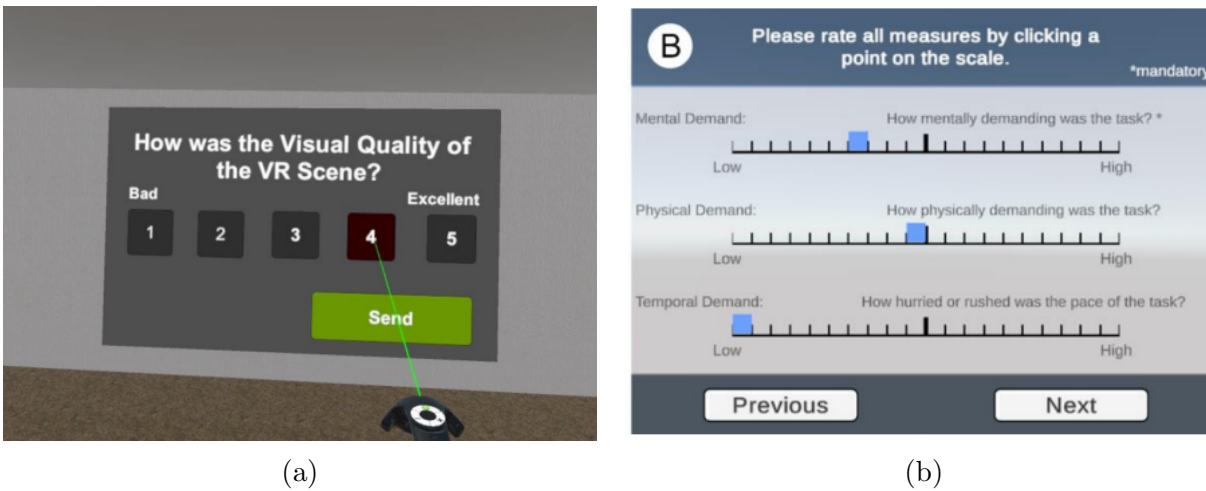 How was the Visual Quality of
the VR Scene?
Bad Excellent
1 2 3 4 5
Send
(a)
B
Please rate all measures by clicking a
point on the scale.
*mandatory
Mental Demand: How mentally demanding was the task? *
Low High
Physical Demand: How physically demanding was the task?
Low High
Temporal Demand: How hurried or rushed was the pace of the task?
Low High
Previous Next
(b)